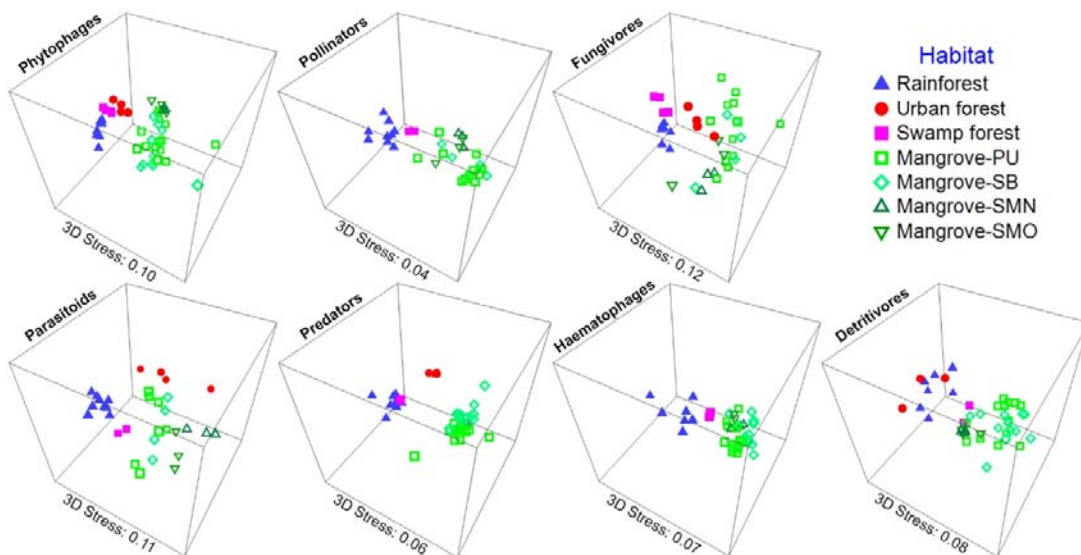 Phytophages
Pollinators
Fungivores
3D Stress: 0.10
3D Stress: 0.04
3D Stress: 0.12
Habitat
Rainforest
Urban forest
Swamp forest
Mangrove-PU
Mangrove-SB
Mangrove-SMN
Mangrove-SMO
Parasitoids
Predators
Haematophages
Detritivores
3D Stress: 0.11
3D Stress: 0.06
3D Stress: 0.07
3D Stress: 0.08